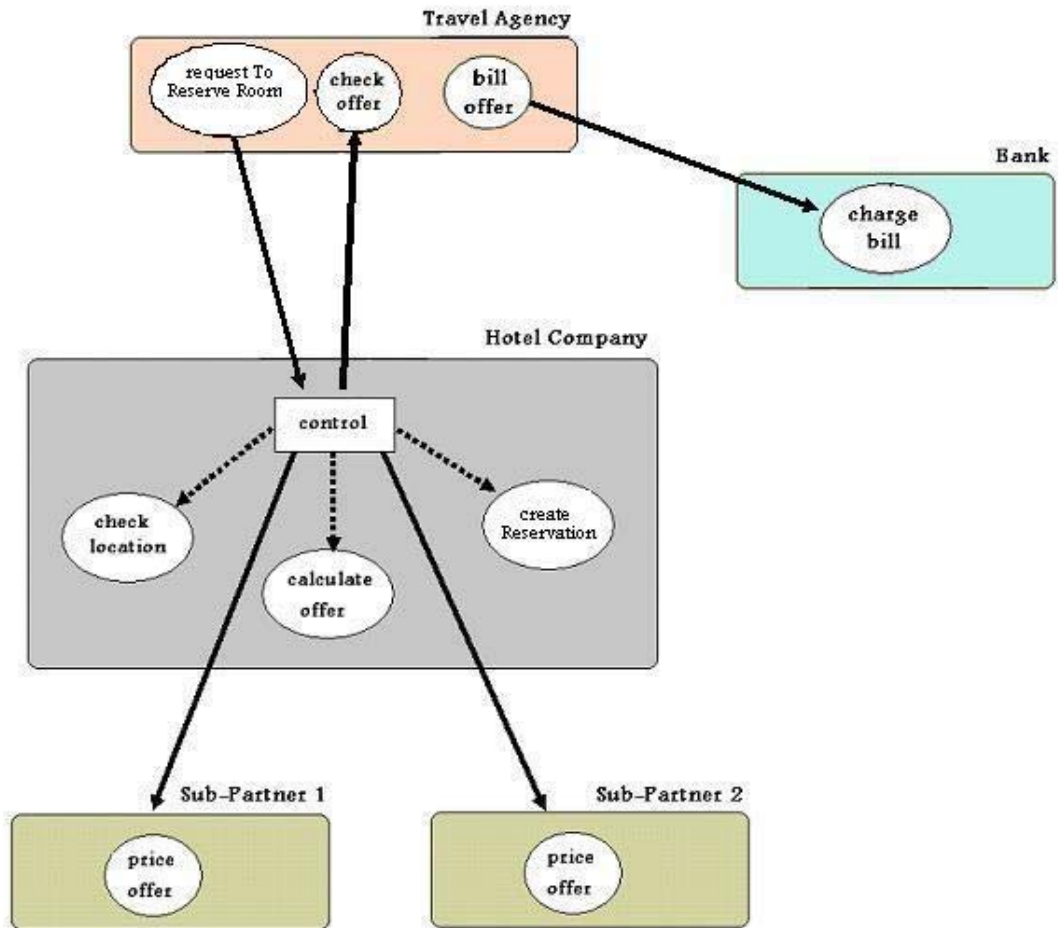 Travel Agency
request To
Reserve Room
check
offer
bill
offer
Bank
charge
bill
Hotel Company
control
check
location
calculate
offer
create
Reservation
Sub-Partner 1
price
offer
Sub-Partner 2
price
offer